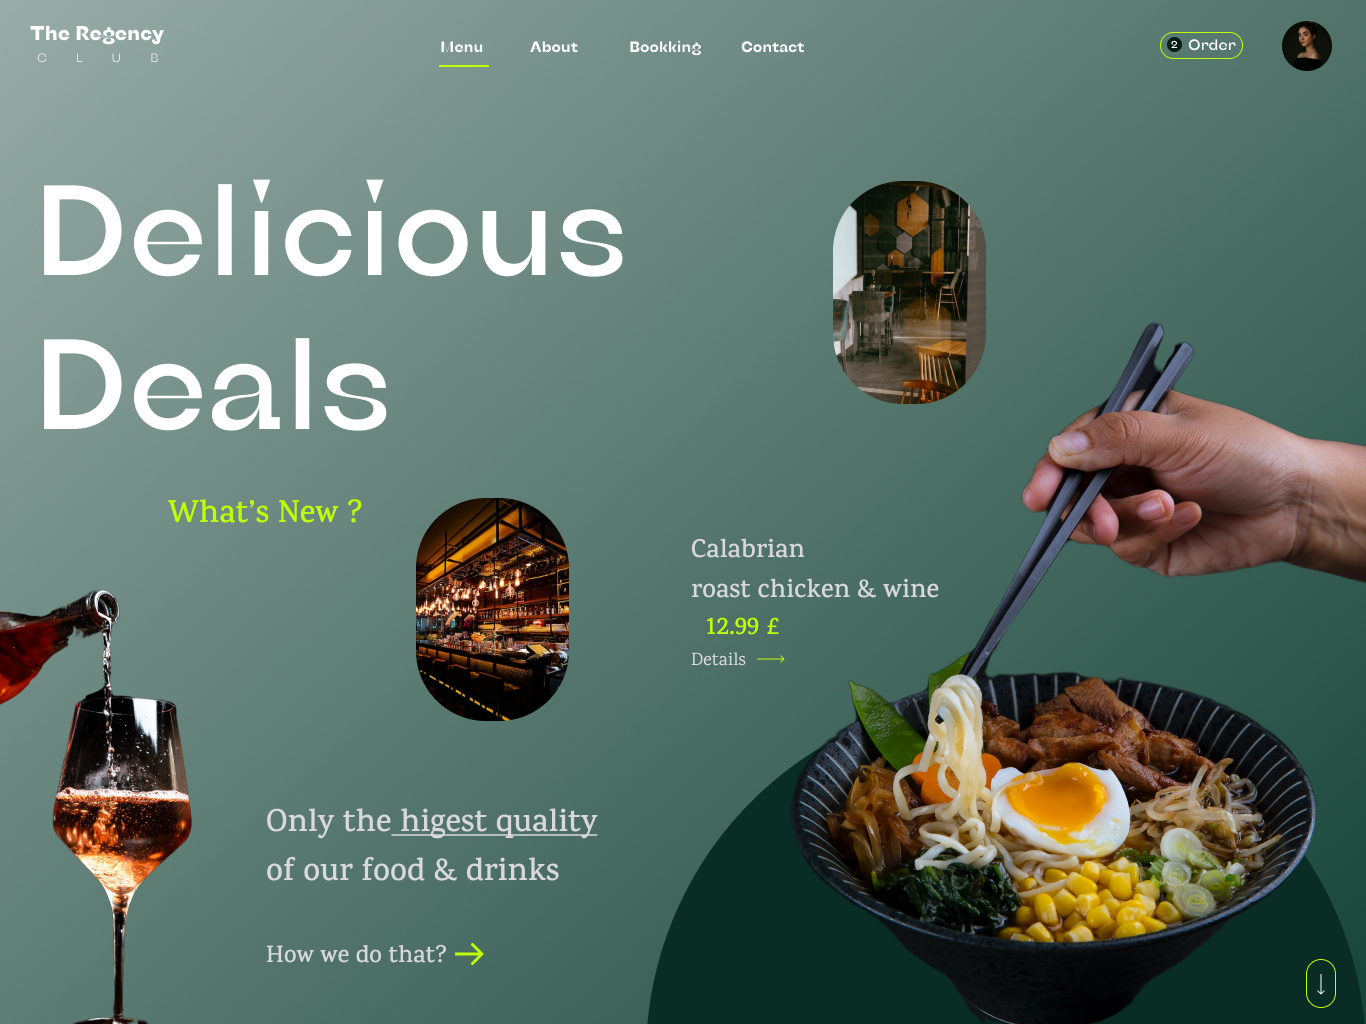 The Regency
CLUB
Menu
About
Bookking
Contact
2 Order
Delicious
Deals
What's New ?
Calabrian
roast chicken & wine
12.99 £
Details
Only the higest quality
of our food & drinks
How we do that?